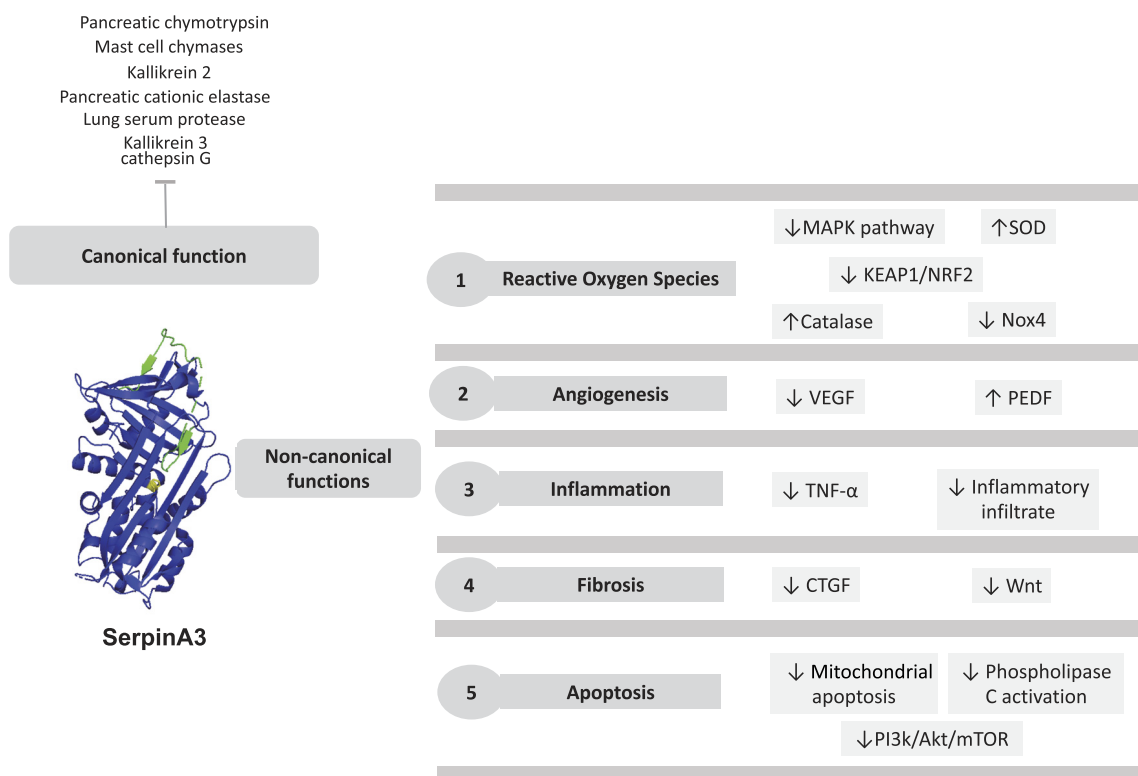 Pancreatic chymotrypsin
Mast cell chymases
Kallikrein 2
Pancreatic cationic elastase
Lung serum protease
Kallikrein 3
cathepsin G
Canonical function
SerpinA3
Non-canonical
functions
1
Reactive Oxygen Species
↓MAPK pathway
↑SOD
↓ KEAP1/NRF2
↑Catalase
↓ Nox4
2
Angiogenesis
↓ VEGF
↑ PEDF
3
Inflammation
↓ TNF-α
↓ Inflammatory
infiltrate
4
Fibrosis
↓ CTGF
↓ Wnt
5
Apoptosis
↓ Mitochondrial
apoptosis
↓ Phospholipase
C activation
↓PI3k/Akt/mTOR